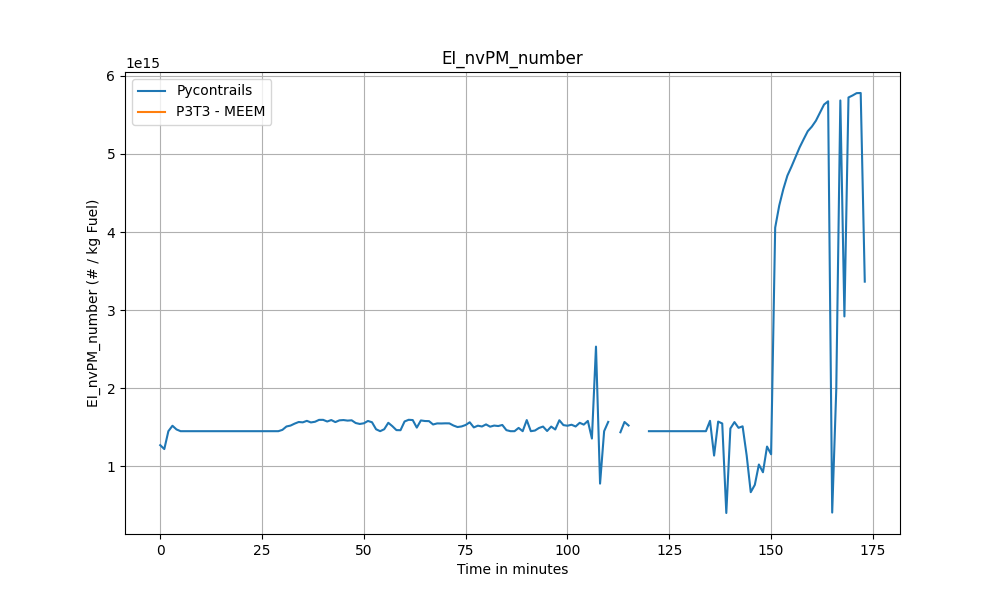 EI_nvPM_number
1e15
Pycontrails
P3T3 - MEEM
6
5
4
3
2
1
EI_nvPM_number (# / kg Fuel)
0 25 50 75 100 125 150 175
Time in minutes